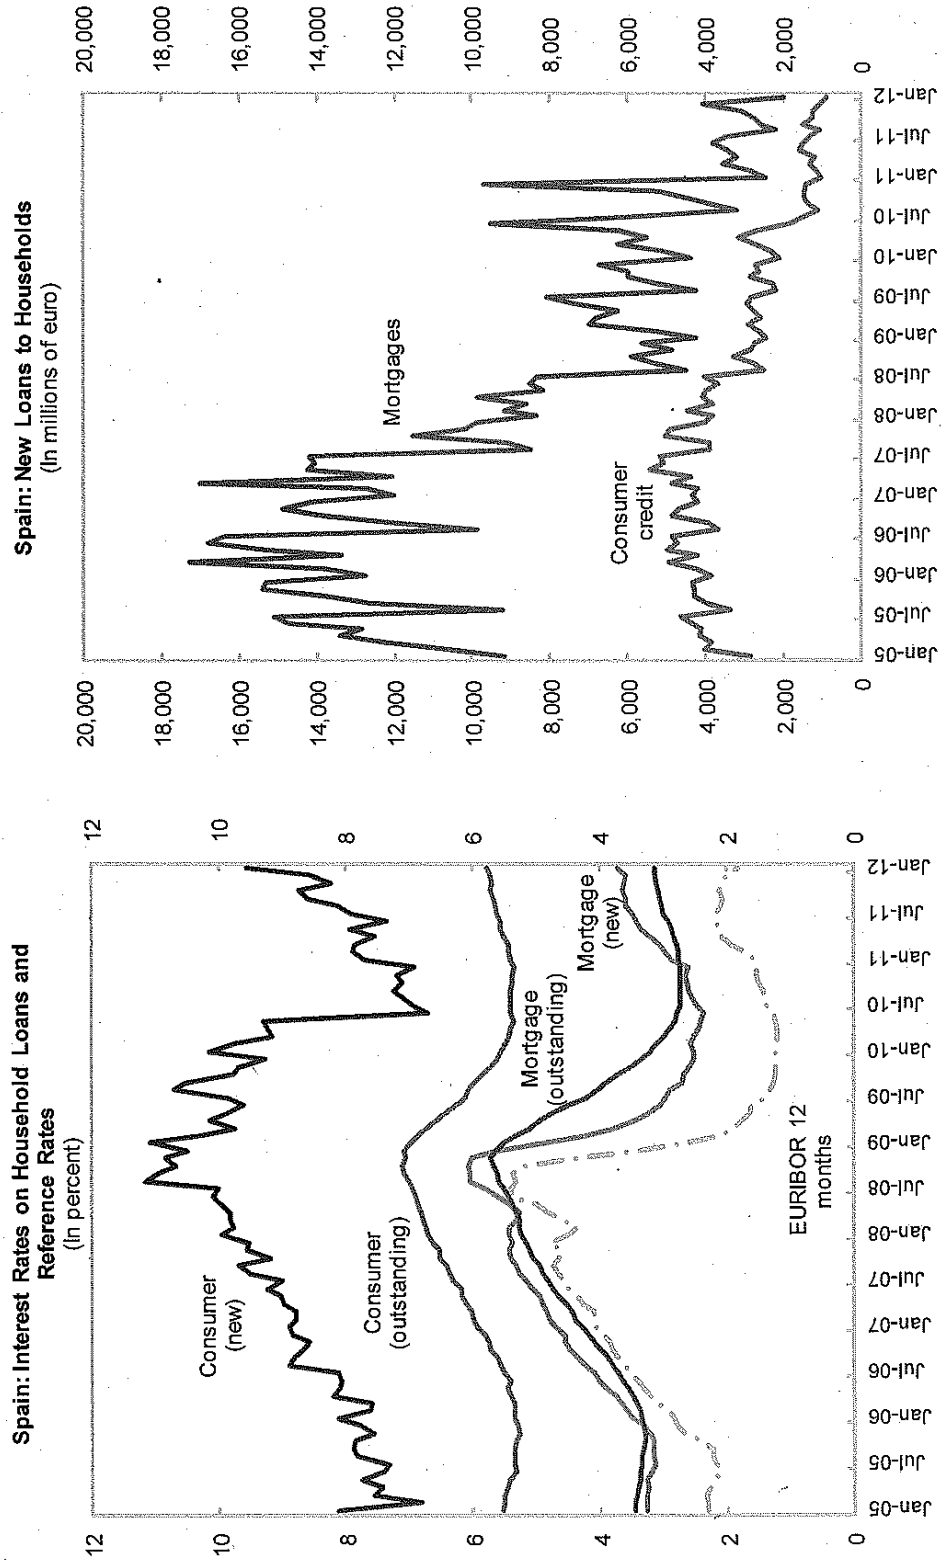 Spain: Interest Rates on Household Loans and
Reference Rates
(In percent)
12
10
8
6
4
2
0
12
10
8
6
4
2
0
Consumer
(new)
Consumer
(outstanding)
Mortgage
(outstanding)
Mortgage
(new)
EURIBOR 12
months
Jan-05
Jul-05
Jan-06
Jul-06
Jan-07
Jul-07
Jan-08
Jul-08
Jan-09
Jul-09
Jan-10
Jul-10
Jan-11
Jul-11
Jan-12
Spain: New Loans to Households
(In millions of euro)
20,000
18,000
16,000
14,000
12,000
10,000
8,000
6,000
4,000
2,000
0
20,000
18,000
16,000
14,000
12,000
10,000
8,000
6,000
4,000
2,000
0
Mortgages
Consumer
credit
Jan-05
Jul-05
Jan-06
Jul-06
Jan-07
Jul-07
Jan-08
Jul-08
Jan-09
Jul-09
Jan-10
Jul-10
Jan-11
Jul-11
Jan-12